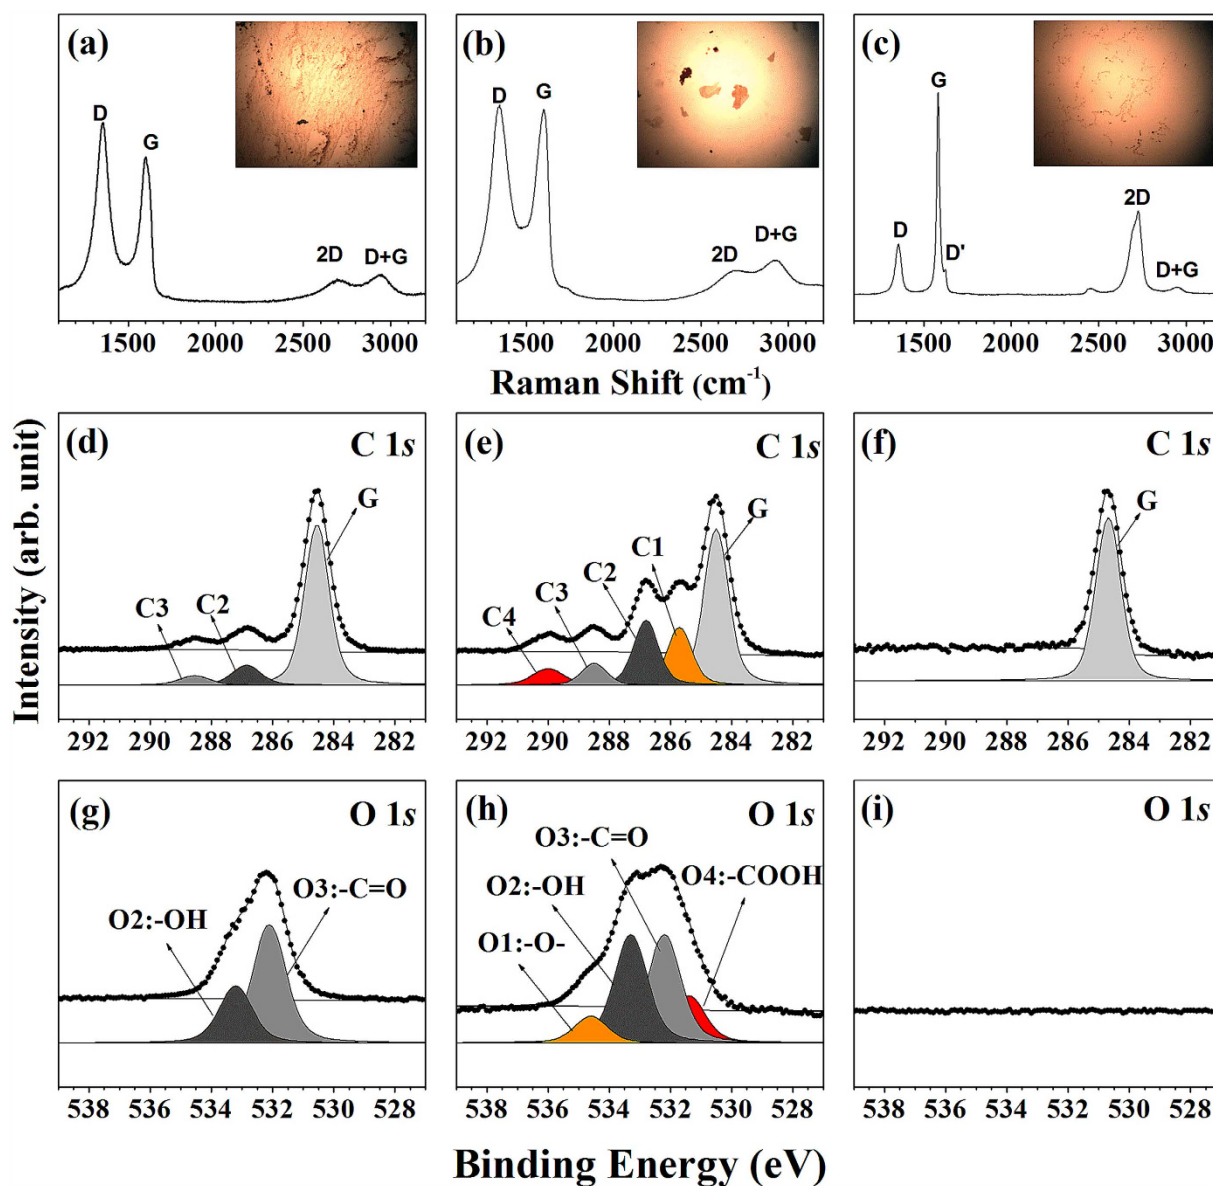 (a)
D
G
2D
D+G
1500 2000 2500 3000
(b)
D
G
2D
D+G
1500 2000 2500 3000
(c)
G
D
D'
2D
D+G
1500 2000 2500 3000
Raman Shift (cm⁻¹)
Intensity (arb. unit)
(d)
C 1s
G
C3
C2
292 290 288 286 284 282
(e)
C 1s
G
C1
C2
C3
C4
292 290 288 286 284 282
(f)
C 1s
G
292 290 288 286 284 282
(g)
O 1s
O3:-C=O
O2:-OH
538 536 534 532 530 528
(h)
O 1s
O3:-C=O
O4:-COOH
O2:-OH
O1:-O-
538 536 534 532 530 528
(i)
O 1s
538 536 534 532 530 528
Binding Energy (eV)